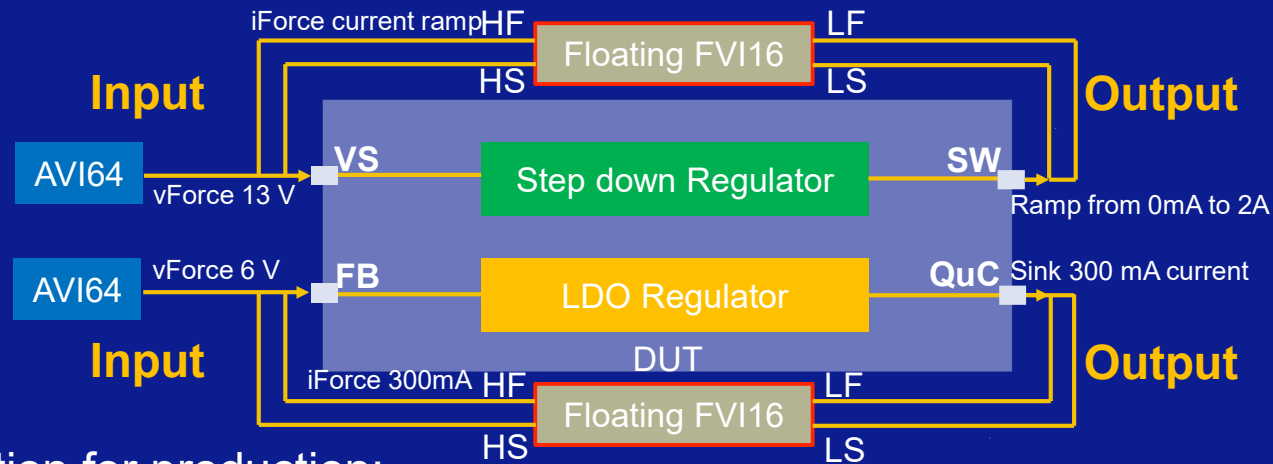 iForce current ramp HF
Floating FVI16
LF
HS
LS
Input
Output
AVI64
VS
Step down Regulator
SW
vForce 13 V
Ramp from 0mA to 2A
AVI64
vForce 6 V
FB
LDO Regulator
QuC
Sink 300 mA current
DUT
Input
Output
iForce 300mA
HF
Floating FVI16
LF
HS
LS